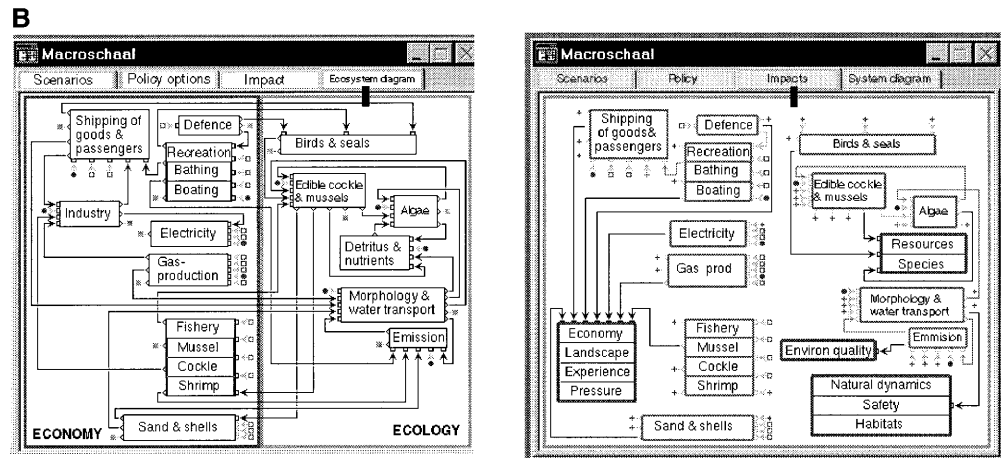 B
Macroschaal
Scenarios Policy options Impact Ecosystem diagram
Shipping of
goods &
passengers
Defence
Recreation
Bathing
Boating
Birds & seals
Edible cockle
& mussels
Algae
Industry
Electricity
Detritus &
nutrients
Gas-
production
Morphology &
water transport
Fishery
Mussel
Cockle
Shrimp
Emission
Sand & shells
ECONOMY
ECOLOGY
Macroschaal
Scenarios Policy Impacts System diagram
Shipping
of goods&
passengers
Defence
Recreation
Bathing
Boating
Birds & seals
Edible cockle
& mussels
Algae
Electricity
Resources
Species
Gas prod
Morphology &
water transport
Economy
Landscape
Experience
Pressure
Fishery
Mussel
Cockle
Shrimp
Emmision
Environ quality
Natural dynamics
Safety
Habitats
Sand & shells